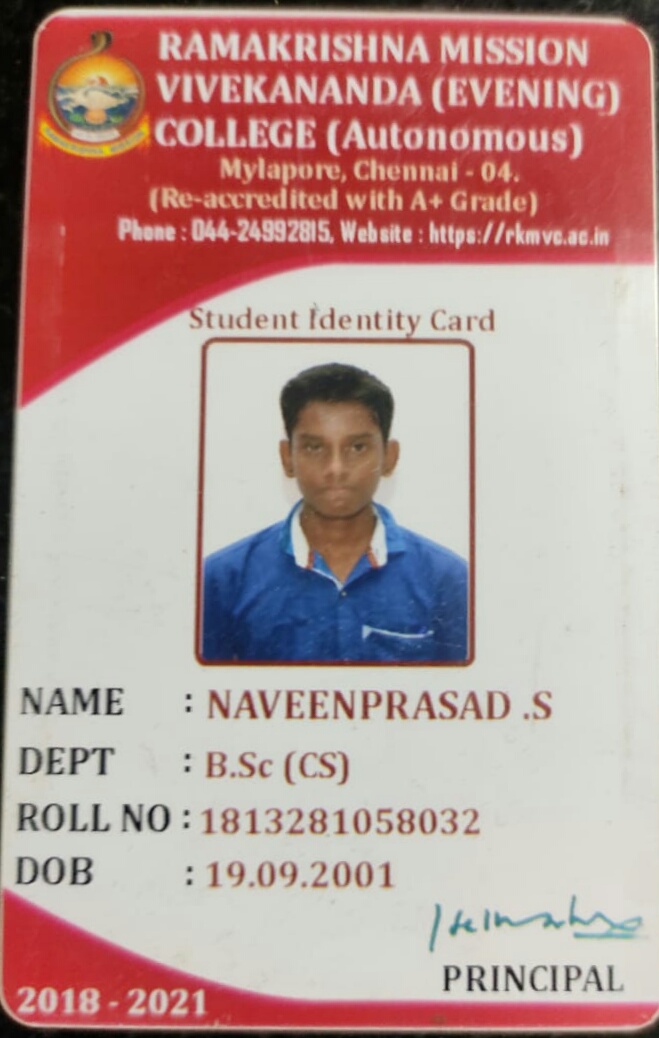 RAMAKRISHNA MISSION
VIVEKANANDA (EVENING)
COLLEGE (Autonomous)
Mylapore, Chennai - 04.
(Re-accredited with A+ Grade)
Phone : 044-24992815, Website : https://rkmvc.ac.in
Student Identity Card
NAME : NAVEENPRASAD .S
DEPT : B.Sc (CS)
ROLL NO : 1813281058032
DOB : 19.09.2001
PRINCIPAL
2018 - 2021